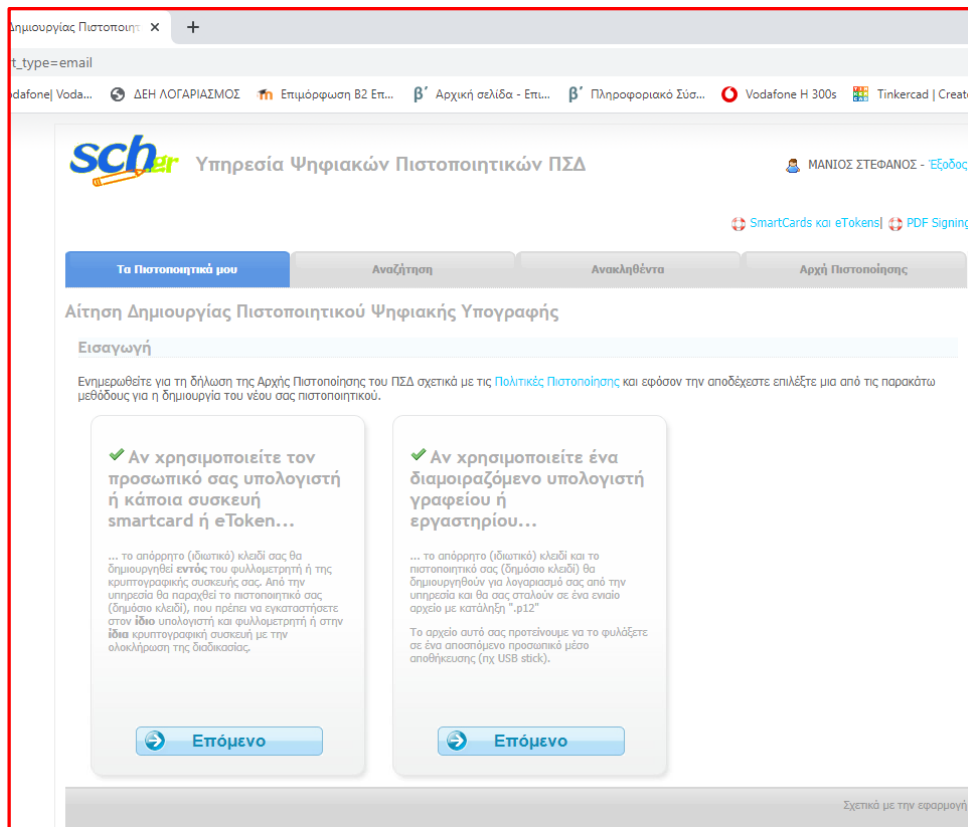 Δημιουργίας Πιστοποιητ
t_type=email
odafone| Voda... ΔΕΗ ΛΟΓΑΡΙΑΣΜΟΣ Επιμόρφωση Β2 Επ... β΄ Αρχική σελίδα - Επι... β΄ Πληροφοριακό Σύσ... Vodafone H 300s Tinkercad | Create
sch.gr Υπηρεσία Ψηφιακών Πιστοποιητικών ΠΣΔ ΜΑΝΙΟΣ ΣΤΕΦΑΝΟΣ - Έξοδος
SmartCards και eTokens| PDF Signing
Τα Πιστοποιητικά μου Αναζήτηση Ανακληθέντα Αρχή Πιστοποίησης
Αίτηση Δημιουργίας Πιστοποιητικού Ψηφιακής Υπογραφής
Εισαγωγή
Ενημερωθείτε για τη δήλωση της Αρχής Πιστοποίησης του ΠΣΔ σχετικά με τις Πολιτικές Πιστοποίησης και εφόσον την αποδέχεστε επιλέξτε μια από τις παρακάτω
μεθόδους για η δημιουργία του νέου σας πιστοποιητικού.
Αν χρησιμοποιείτε τον
προσωπικό σας υπολογιστή
ή κάποια συσκευή
smartcard ή eToken...
... το απόρρητο (ιδιωτικό) κλειδί σας θα
δημιουργηθεί εντός του φυλλομετρητή ή της
κρυπτογραφικής συσκευής σας. Από την
υπηρεσία θα παραχθεί το πιστοποιητικό σας
(δημόσιο κλειδί), που πρέπει να εγκαταστήσετε
στον ίδιο υπολογιστή και φυλλομετρητή ή στην
ίδια κρυπτογραφική συσκευή με την
ολοκλήρωση της διαδικασίας.
Επόμενο
Αν χρησιμοποιείτε ένα
διαμοιραζόμενο υπολογιστή
γραφείου ή
εργαστηρίου...
... το απόρρητο (ιδιωτικό) κλειδί και το
πιστοποιητικό σας (δημόσιο κλειδί) θα
δημιουργηθούν για λογαριασμό σας από την
υπηρεσία και θα σας σταλούν σε ένα ενιαίο
αρχείο με κατάληξη ".p12"
Το αρχείο αυτό σας προτείνουμε να το φυλάξετε
σε ένα αποσπόμενο προσωπικό μέσο
αποθήκευσης (πχ USB stick).
Επόμενο
Σχετικά με την εφαρμογή